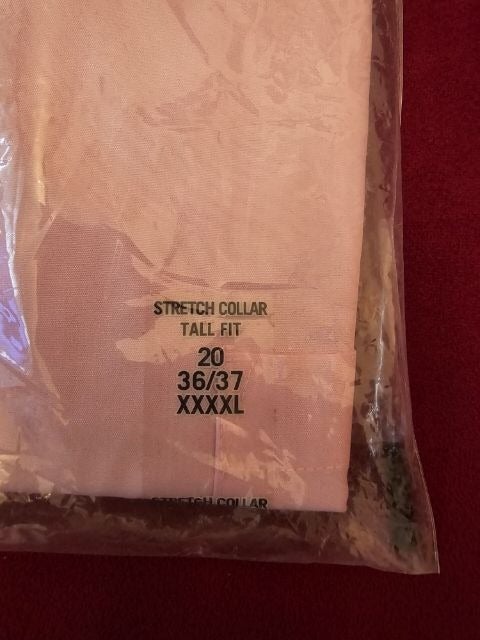 STRETCH COLLAR
TALL FIT
20
36/37
XXXXL
STRETCH COLLAR